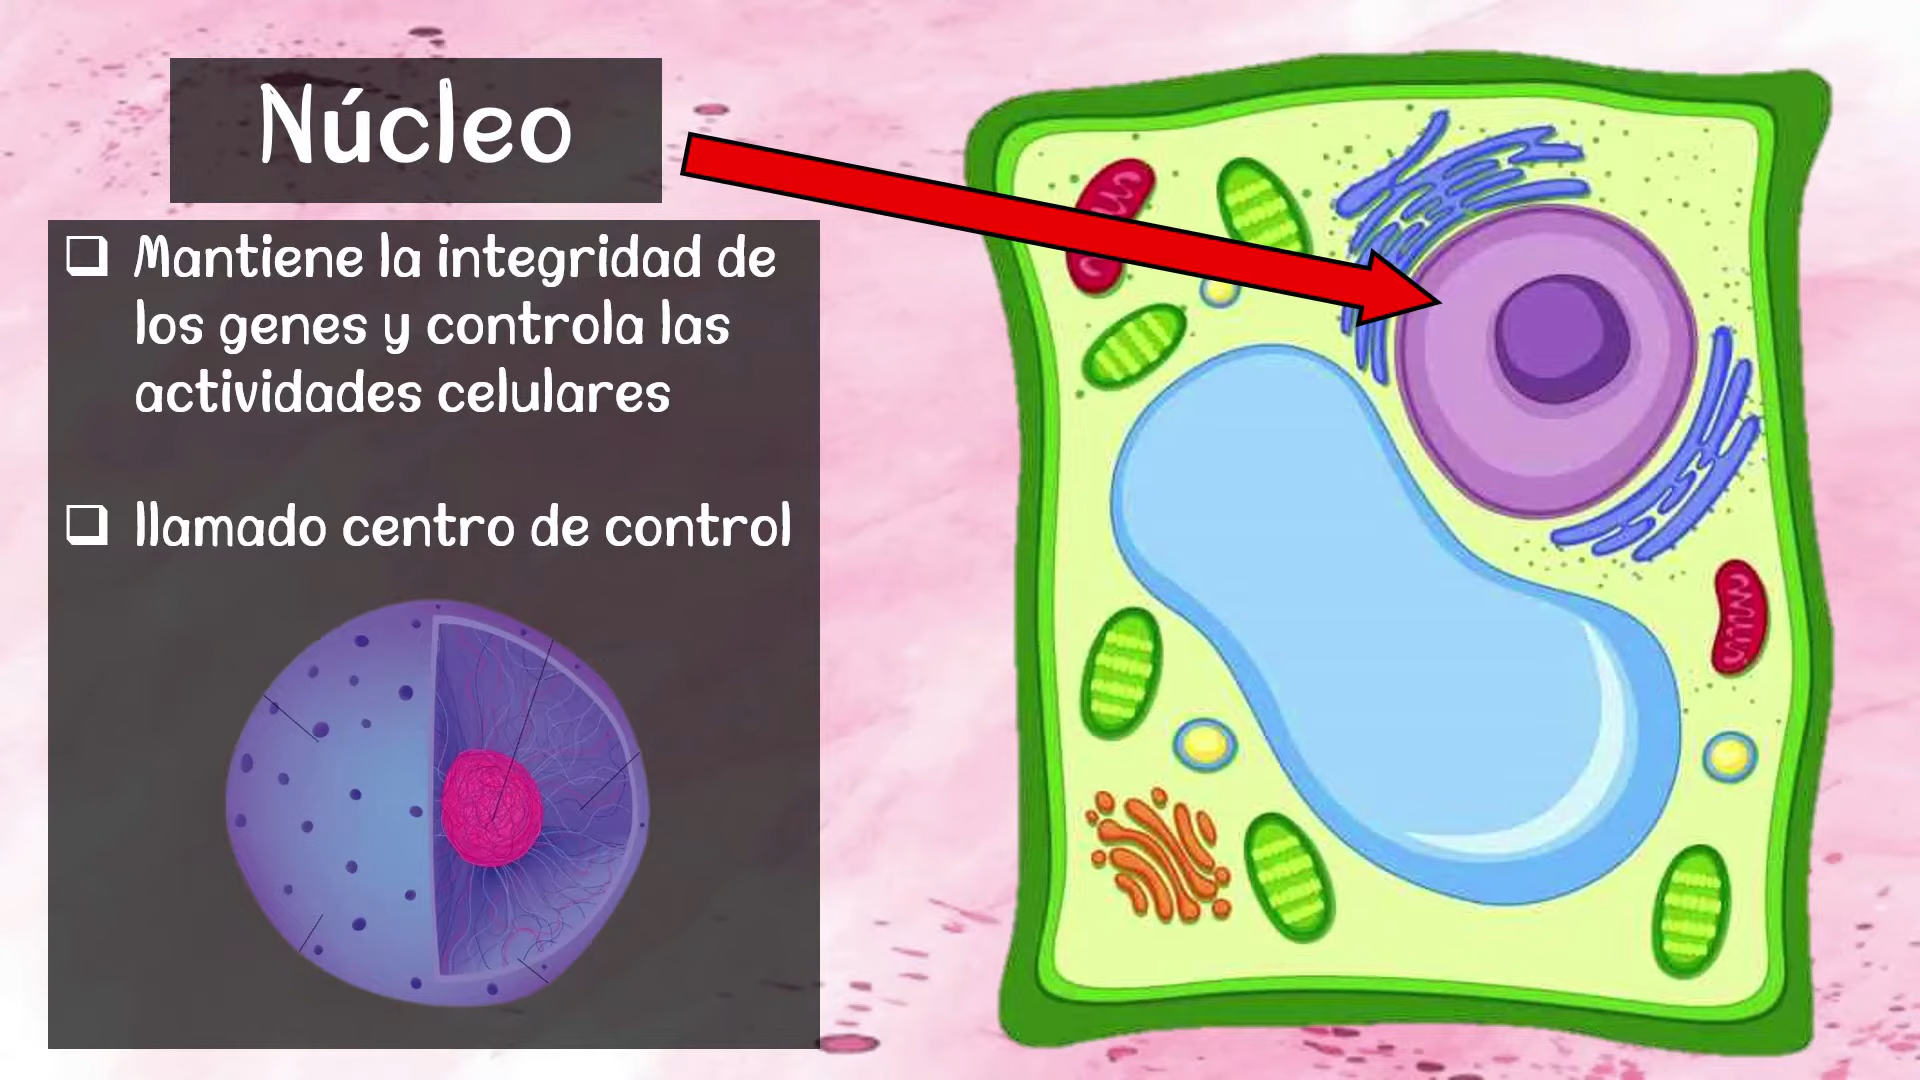 Núcleo
❑ Mantiene la integridad de
los genes y controla las
actividades celulares
❑ llamado centro de control